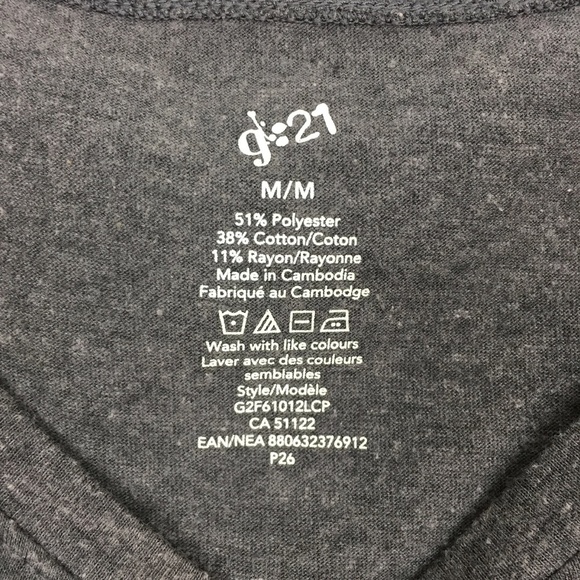 g:21
M/M
51% Polyester
38% Cotton/Coton
11% Rayon/Rayonne
Made in Cambodia
Fabriqué au Cambodge
Wash with like colours
Laver avec des couleurs
semblables
Style/Modèle
G2F61012LCP
CA 51122
EAN/NEA 880632376912
P26